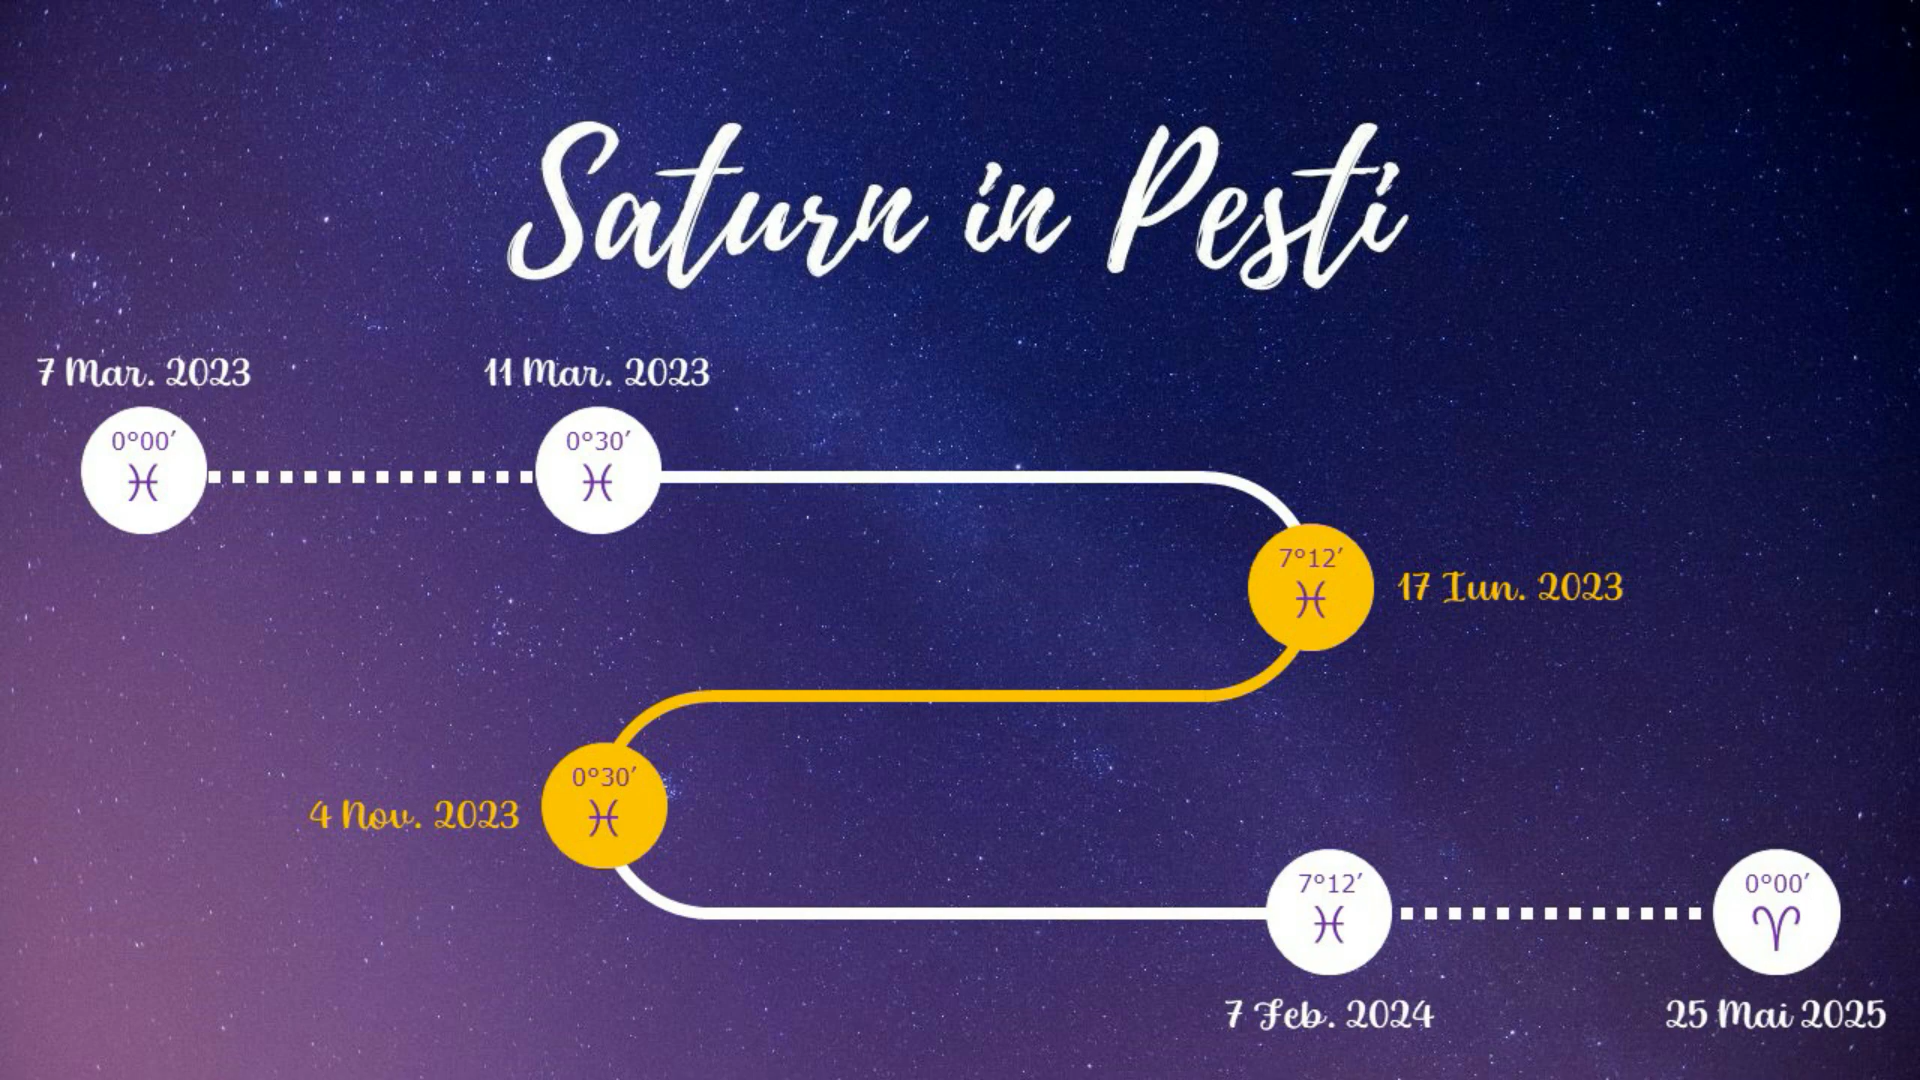 Saturn in Pesti
7 Mar. 2023
11 Mar. 2023
0°00′
♓
0°30′
♓
7°12′
♓
17 Iun. 2023
0°30′
♓
4 Nov. 2023
7°12′
♓
0°00′
♈
7 Feb. 2024
25 Mai 2025